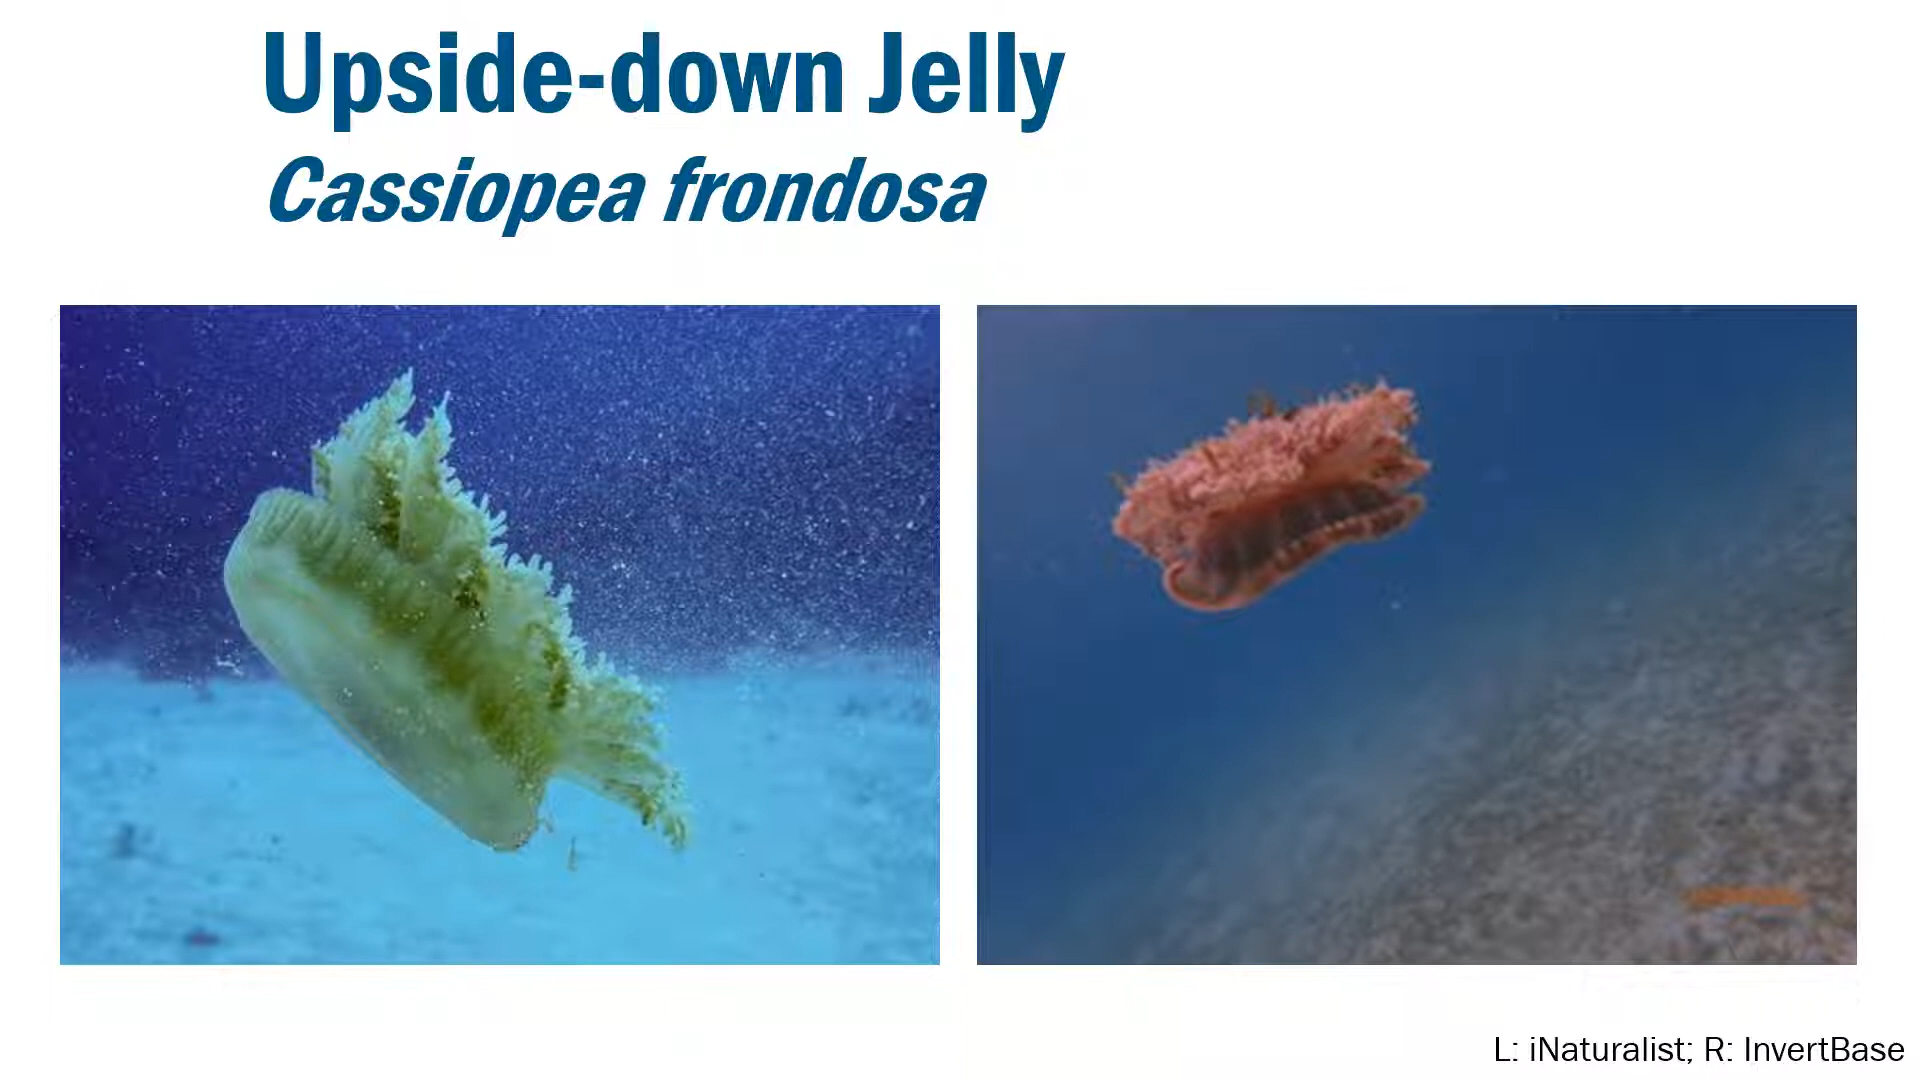 Upside-down Jelly
Cassiopea frondosa
L: iNaturalist; R: InvertBase